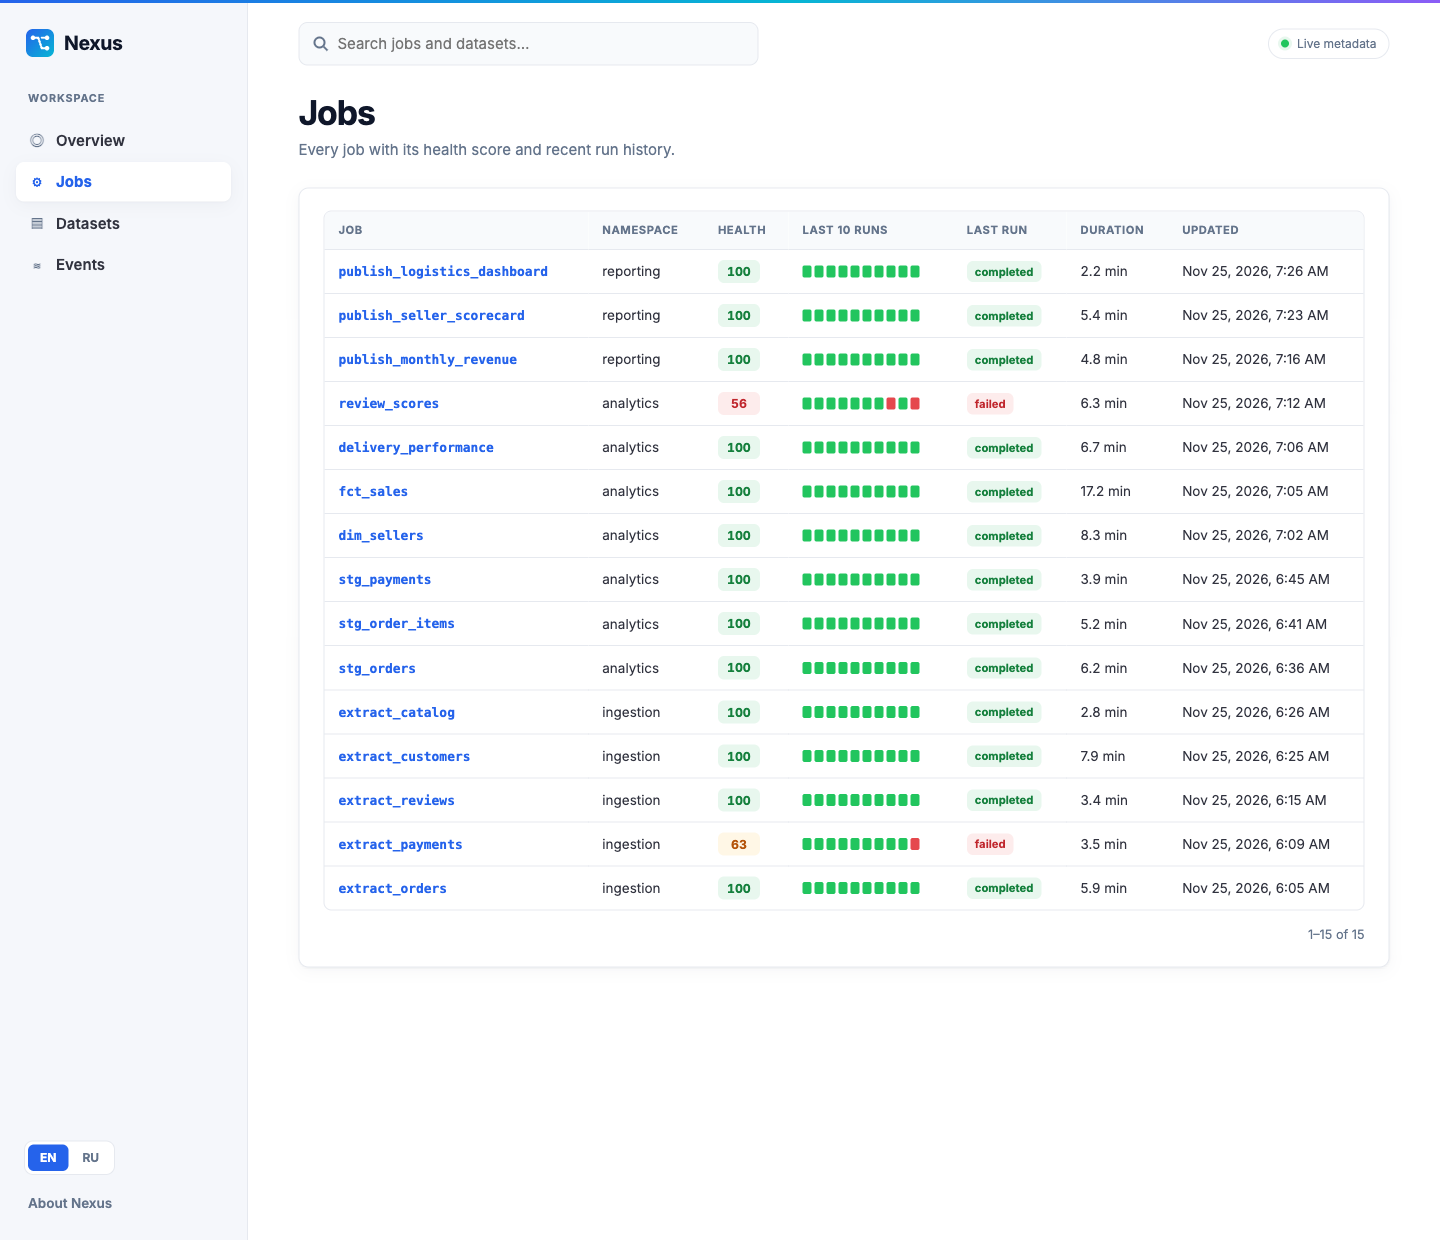 Nexus
Search jobs and datasets...
Live metadata
WORKSPACE
Overview
Jobs
Datasets
Events
Jobs
Every job with its health score and recent run history.
JOB NAMESPACE HEALTH LAST 10 RUNS LAST RUN DURATION UPDATED
publish_logistics_dashboard reporting 100 completed 2.2 min Nov 25, 2026, 7:26 AM
publish_seller_scorecard reporting 100 completed 5.4 min Nov 25, 2026, 7:23 AM
publish_monthly_revenue reporting 100 completed 4.8 min Nov 25, 2026, 7:16 AM
review_scores analytics 56 failed 6.3 min Nov 25, 2026, 7:12 AM
delivery_performance analytics 100 completed 6.7 min Nov 25, 2026, 7:06 AM
fct_sales analytics 100 completed 17.2 min Nov 25, 2026, 7:05 AM
dim_sellers analytics 100 completed 8.3 min Nov 25, 2026, 7:02 AM
stg_payments analytics 100 completed 3.9 min Nov 25, 2026, 6:45 AM
stg_order_items analytics 100 completed 5.2 min Nov 25, 2026, 6:41 AM
stg_orders analytics 100 completed 6.2 min Nov 25, 2026, 6:36 AM
extract_catalog ingestion 100 completed 2.8 min Nov 25, 2026, 6:26 AM
extract_customers ingestion 100 completed 7.9 min Nov 25, 2026, 6:25 AM
extract_reviews ingestion 100 completed 3.4 min Nov 25, 2026, 6:15 AM
extract_payments ingestion 63 failed 3.5 min Nov 25, 2026, 6:09 AM
extract_orders ingestion 100 completed 5.9 min Nov 25, 2026, 6:05 AM
1–15 of 15
EN RU
About Nexus